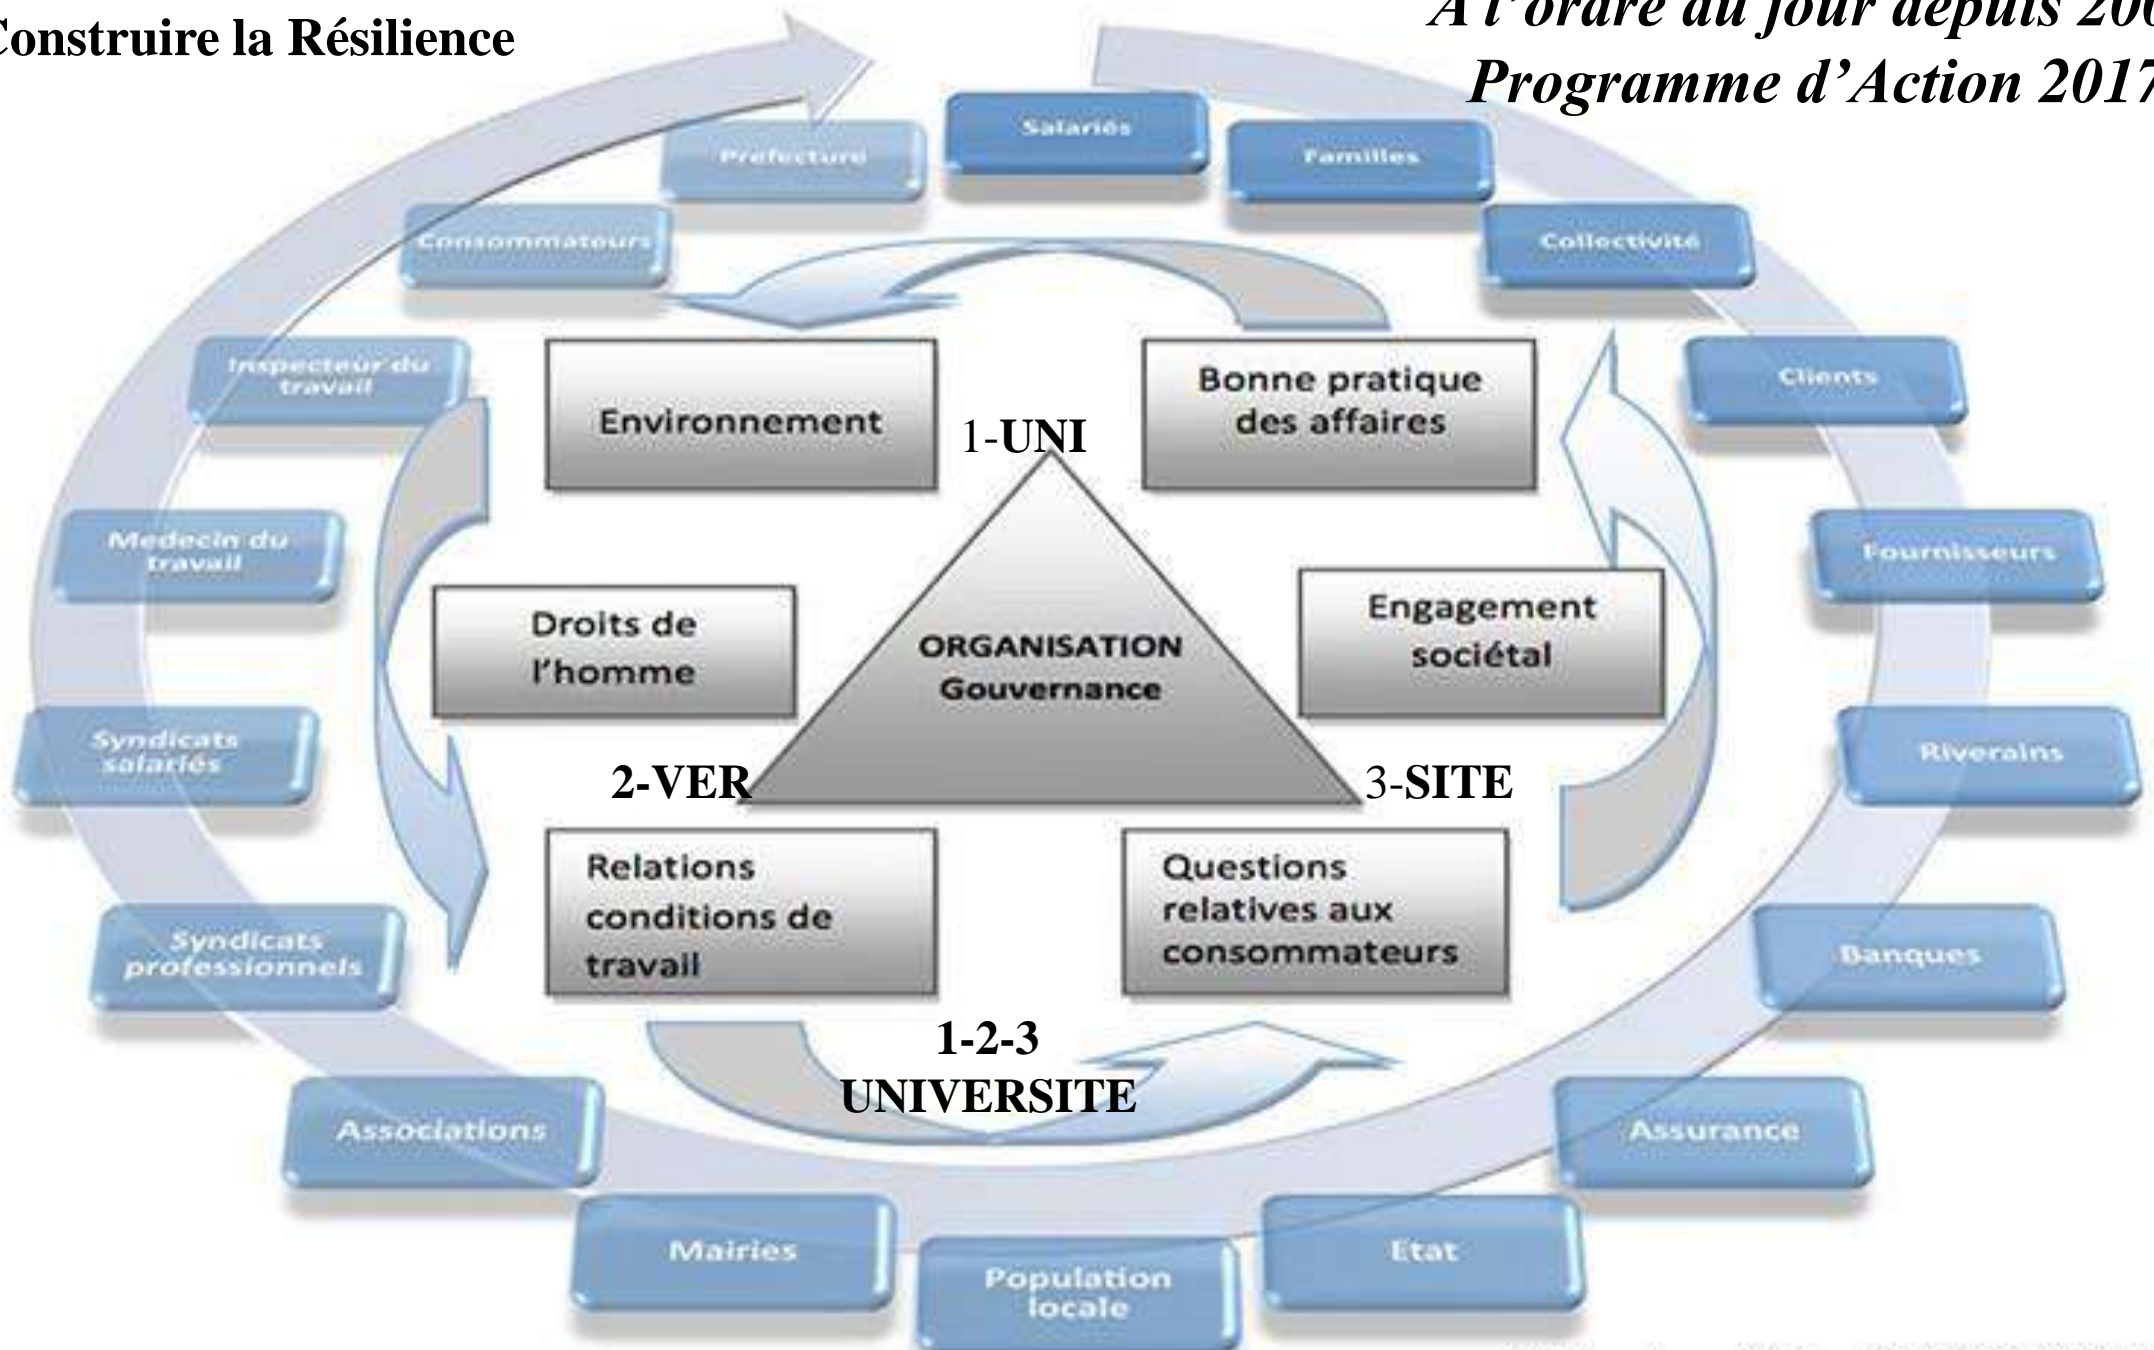 Construire la Résilience
A l'ordre du jour depuis
Programme d'Action 2017
Salariés
Préfecture
Familles
Consommateurs
Collectivité
Inspecteur du
travail
Clients
Environnement
Bonne pratique
des affaires
1-UNI
Medecin du
travail
Fournisseurs
Droits de
l'homme
ORGANISATION
Gouvernance
Engagement
sociétal
Syndicats
salariés
Riverains
2-VER
3-SITE
Relations
conditions de
travail
Questions
relatives aux
consommateurs
Syndicats
professionnels
Banques
1-2-3
UNIVERSITE
Associations
Assurance
Mairies
Etat
Population
locale